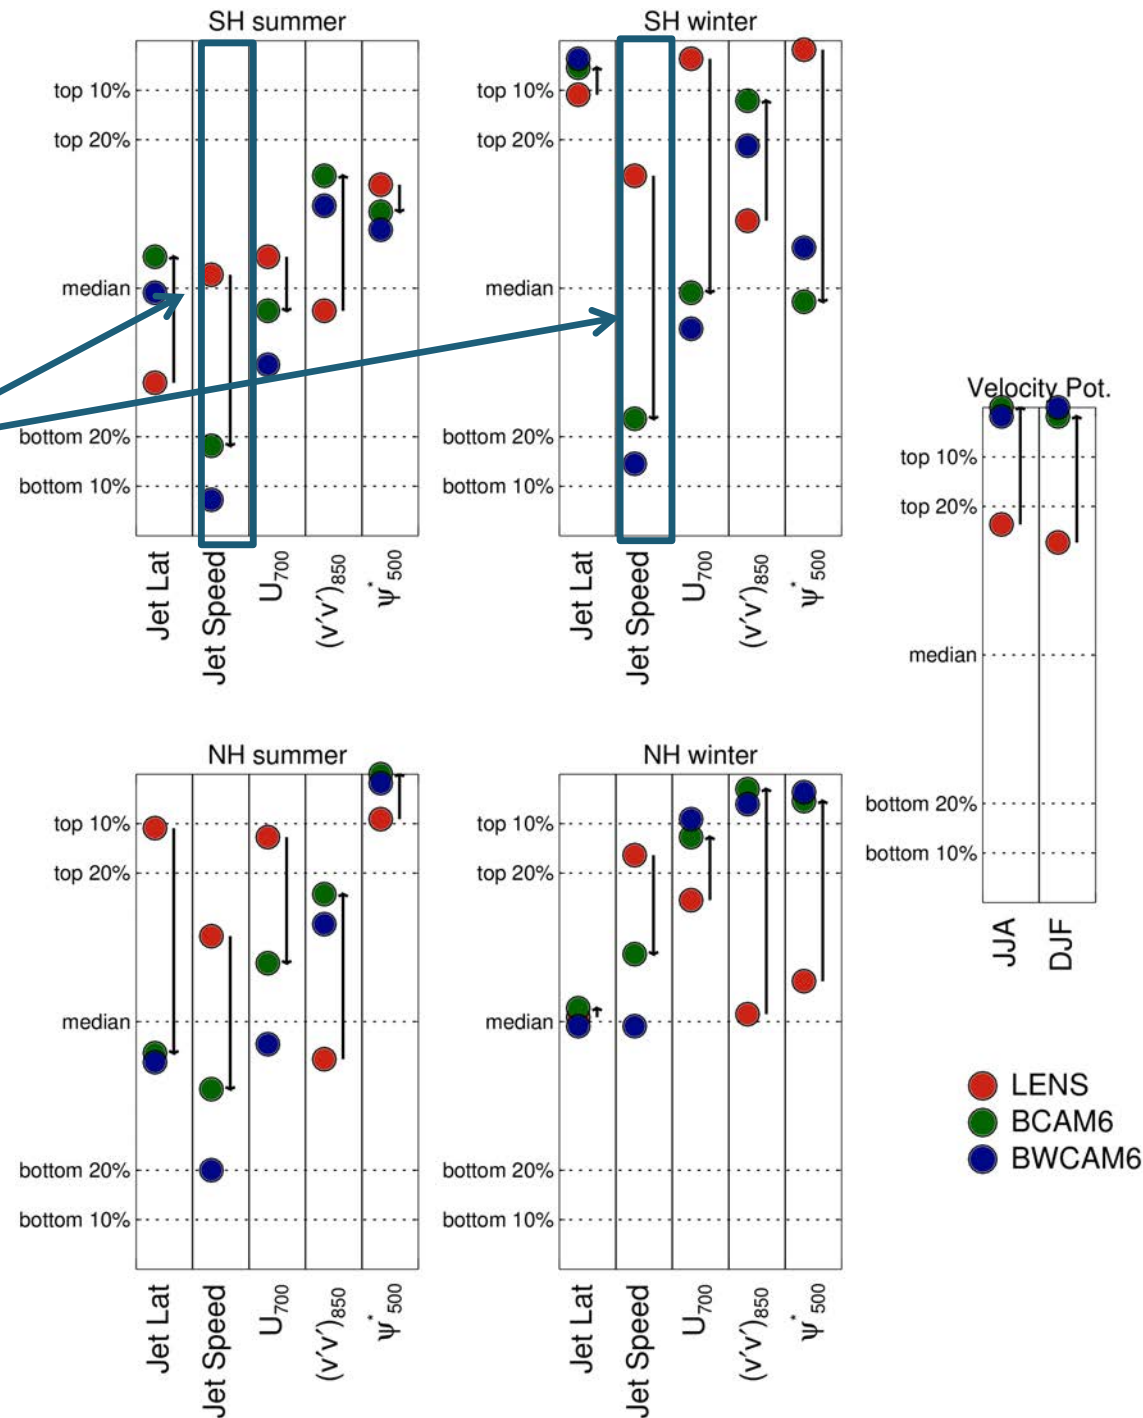 SH summer
top 10%
top 20%
median
bottom 20%
bottom 10%
Jet Lat
Jet Speed
U700
(v'v')850
ψ* 500
SH winter
top 10%
top 20%
median
bottom 20%
bottom 10%
Jet Lat
Jet Speed
U700
(v'v')850
ψ* 500
Velocity Pot.
top 10%
top 20%
median
bottom 20%
bottom 10%
JJA
DJF
NH summer
top 10%
top 20%
median
bottom 20%
bottom 10%
Jet Lat
Jet Speed
U700
(v'v')850
ψ* 500
NH winter
top 10%
top 20%
median
bottom 20%
bottom 10%
Jet Lat
Jet Speed
U700
(v'v')850
ψ* 500
LENS
BCAM6
BWCAM6